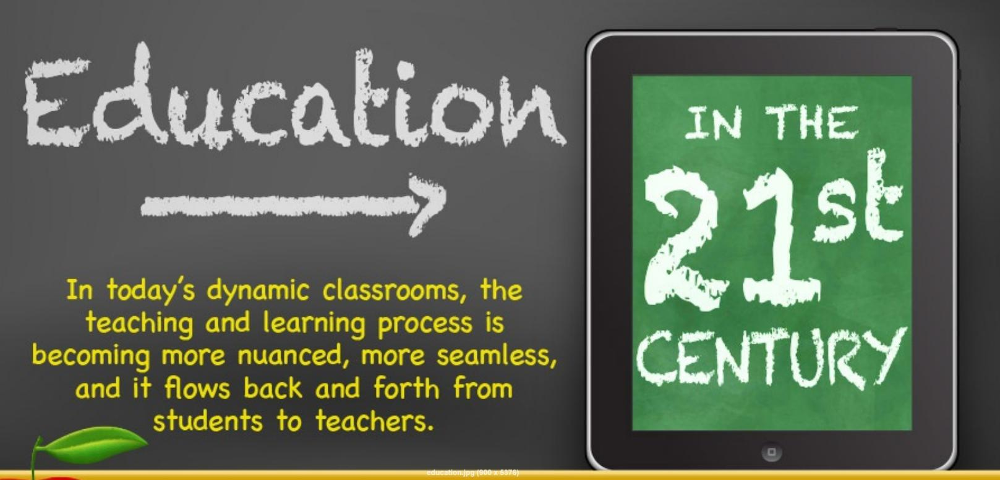 Education
IN THE
21st
CENTURY
In today's dynamic classrooms, the
teaching and learning process is
becoming more nuanced, more seamless,
and it flows back and forth from
students to teachers.
education.jpg (900 x 5376)